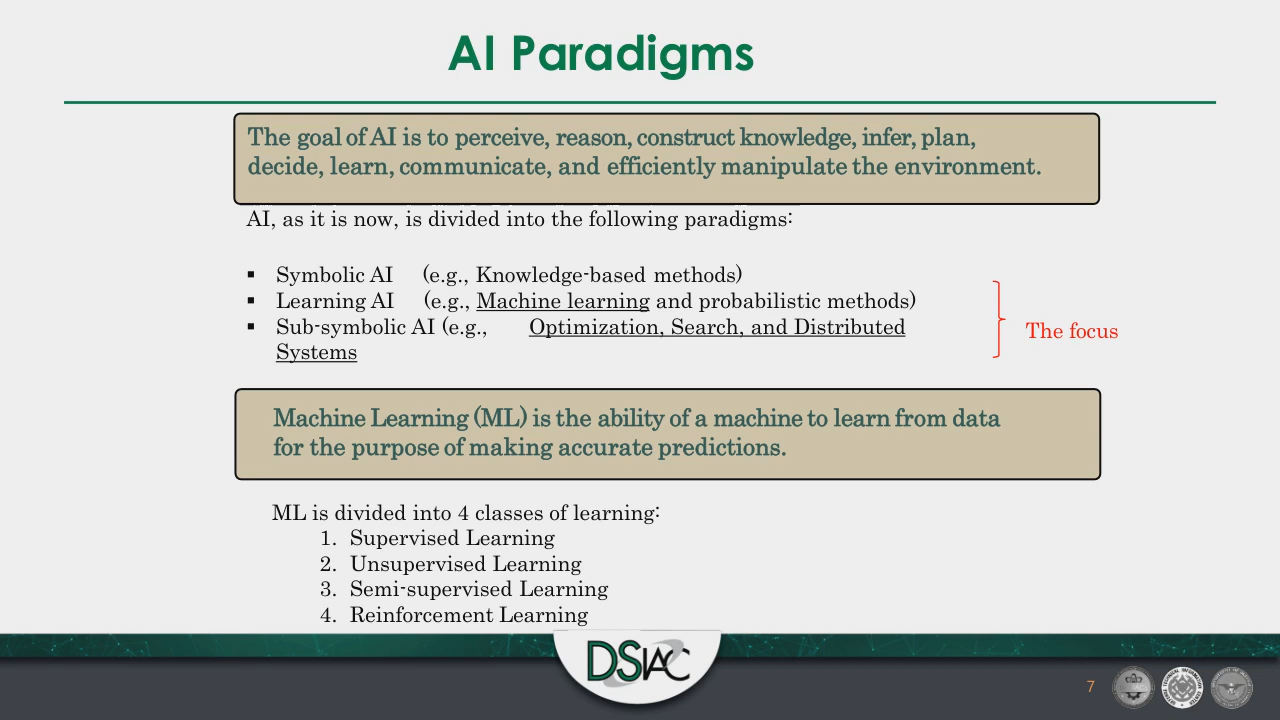 AI Paradigms
The goal of AI is to perceive, reason, construct knowledge, infer, plan,
decide, learn, communicate, and efficiently manipulate the environment.
AI, as it is now, is divided into the following paradigms:
▪ Symbolic AI (e.g., Knowledge-based methods)
▪ Learning AI (e.g., Machine learning and probabilistic methods)
▪ Sub-symbolic AI (e.g., Optimization, Search, and Distributed
Systems
The focus
Machine Learning (ML) is the ability of a machine to learn from data
for the purpose of making accurate predictions.
ML is divided into 4 classes of learning:
1. Supervised Learning
2. Unsupervised Learning
3. Semi-supervised Learning
4. Reinforcement Learning
DSIAC
7